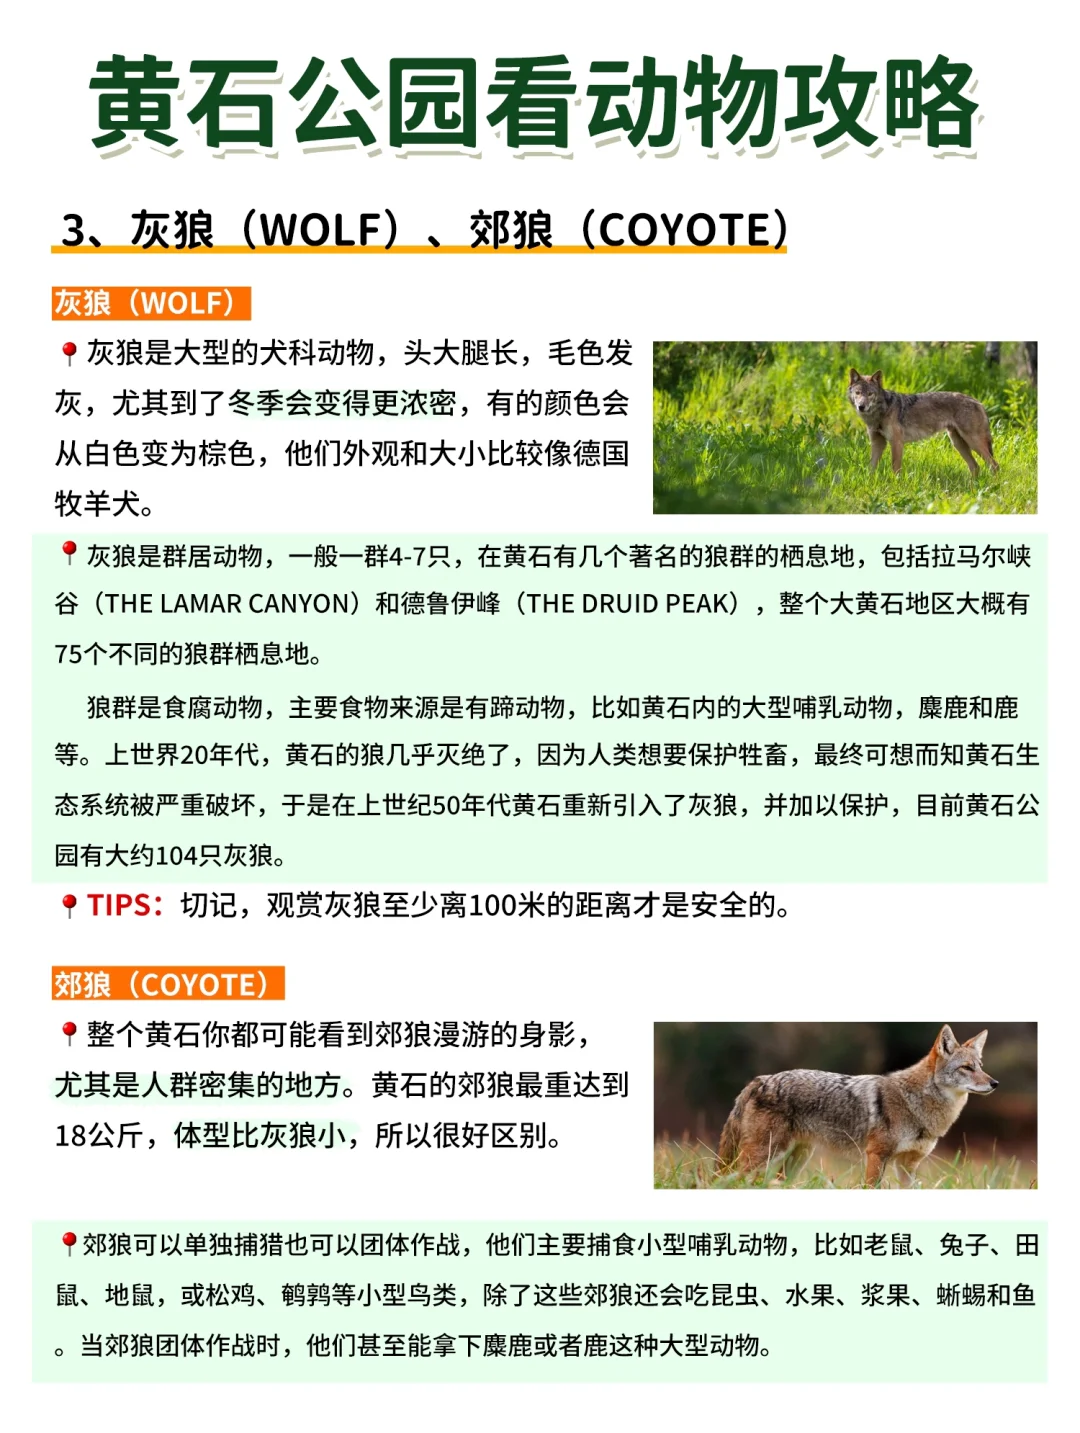 黄石公园看动物攻略
3、灰狼（WOLF）、郊狼（COYOTE）
灰狼（WOLF）
灰狼是大型的犬科动物，头大腿长，毛色发
灰，尤其到了冬季会变得更浓密，有的颜色会
从白色变为棕色，他们外观和大小比较像德国
牧羊犬。
灰狼是群居动物，一般一群4-7只，在黄石有几个著名的狼群的栖息地，包括拉马尔峡
谷（THE LAMAR CANYON）和德鲁伊峰（THE DRUID PEAK），整个大黄石地区大概有
75个不同的狼群栖息地。
狼群是食腐动物，主要食物来源是有蹄动物，比如黄石内的大型哺乳动物，麋鹿和鹿
等。上世界20年代，黄石的狼几乎灭绝了，因为人类想要保护牲畜，最终可想而知黄石生
态系统被严重破坏，于是在上世纪50年代黄石重新引入了灰狼，并加以保护，目前黄石公
园有大约104只灰狼。
TIPS：切记，观赏灰狼至少离100米的距离才是安全的。
郊狼（COYOTE）
整个黄石你都可能看到郊狼漫游的身影，
尤其是人群密集的地方。黄石的郊狼最重达到
18公斤，体型比灰狼小，所以很好区别。
郊狼可以单独捕猎也可以团体作战，他们主要捕食小型哺乳动物，比如老鼠、兔子、田
鼠、地鼠，或松鸡、鹌鹑等小型鸟类，除了这些郊狼还会吃昆虫、水果、浆果、蜥蜴和鱼
。当郊狼团体作战时，他们甚至能拿下麋鹿或者鹿这种大型动物。